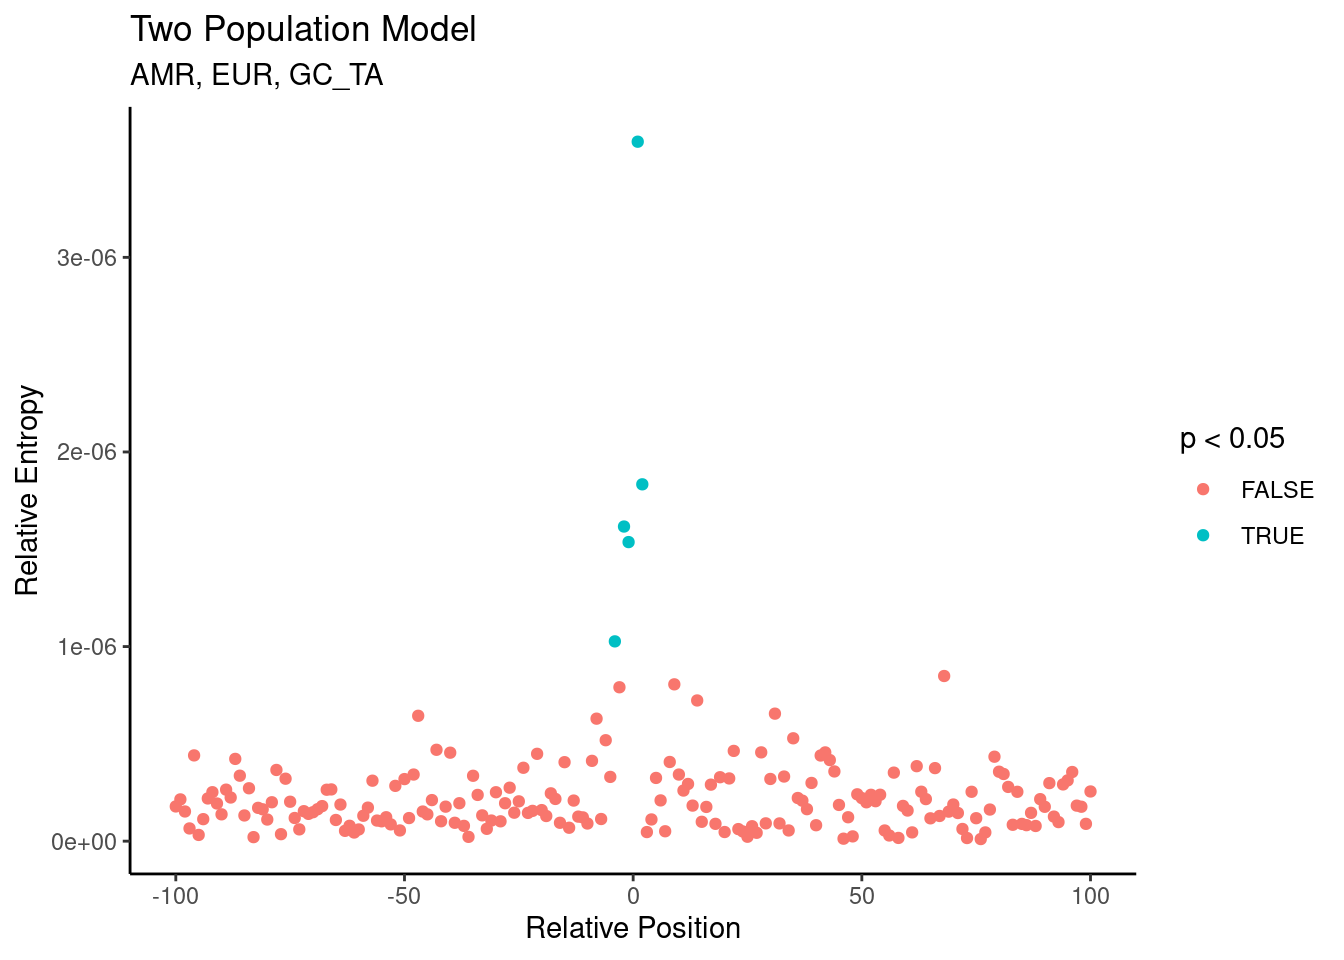 Two Population Model
AMR, EUR, GC_TA
3e-06
2e-06
1e-06
0e+00
Relative Entropy
-100
-50
0
50
100
Relative Position
p < 0.05
FALSE
TRUE